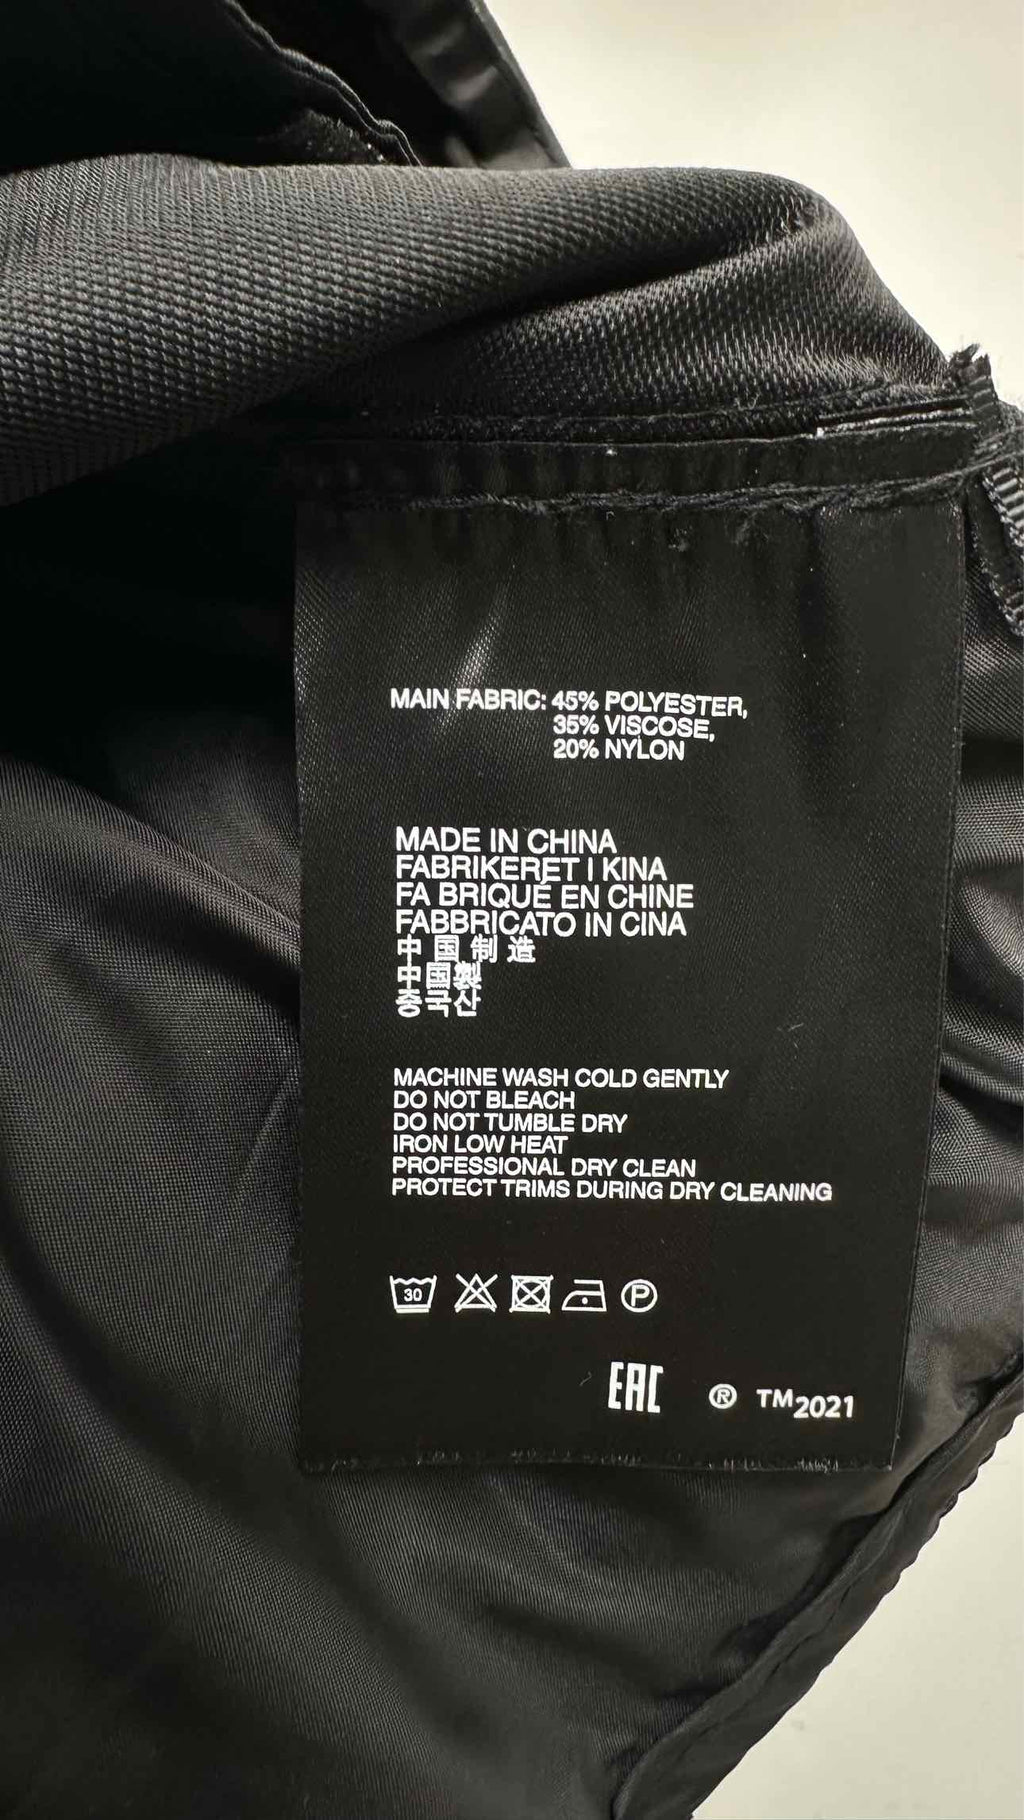 MAIN FABRIC: 45% POLYESTER,
35% VISCOSE,
20% NYLON
MADE IN CHINA
FABRIKERET I KINA
FA BRIQUÉ EN CHINE
FABBRICATO IN CINA
中国制造
中国製
중국산
MACHINE WASH COLD GENTLY
DO NOT BLEACH
DO NOT TUMBLE DRY
IRON LOW HEAT
PROFESSIONAL DRY CLEAN
PROTECT TRIMS DURING DRY CLEANING
30 P
EAC ® TM2021